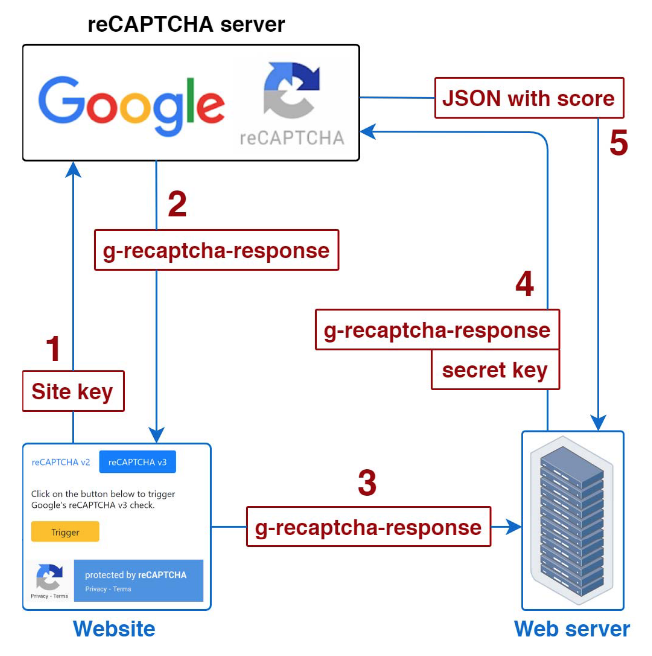 reCAPTCHA server
Google
reCAPTCHA
JSON with score
5
2
g-recaptcha-response
4
g-recaptcha-response
secret key
1
Site key
reCAPTCHA v2
reCAPTCHA v3
Click on the button below to trigger
Google's reCAPTCHA v3 check.
Trigger
protected by reCAPTCHA
Privacy - Terms
Privacy - Terms
3
g-recaptcha-response
Website
Web server